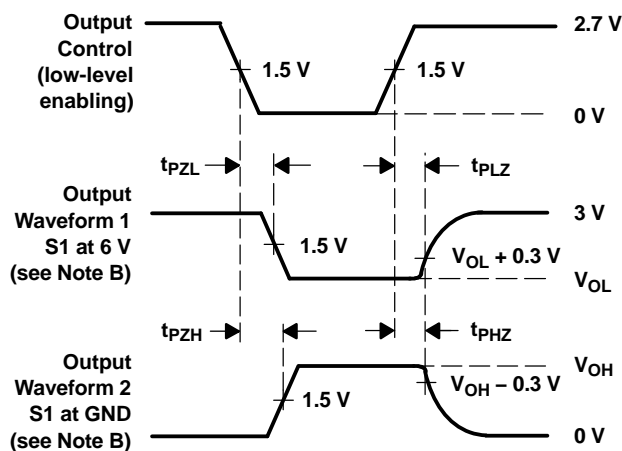 Output
Control
(low-level
enabling)
1.5 V
1.5 V
2.7 V
0 V
tPZL
tPLZ
Output
Waveform 1
S1 at 6 V
(see Note B)
1.5 V
3 V
VOL + 0.3 V
VOL
tPZH
tPHZ
Output
Waveform 2
S1 at GND
(see Note B)
1.5 V
VOH
VOH – 0.3 V
0 V